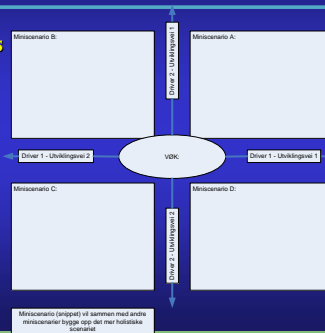 Miniscenario B:
Driver 2 - Utviklingsvei 1
Miniscenario A:
Driver 1 - Utviklingsvei 2
VØK:
Driver 1 - Utviklingsvei 1
Miniscenario C:
Driver 2 - Utviklingsvei 2
Miniscenario D:
Miniscenario (snippet) vil sammen med andre
miniscenarier bygge opp det mer holistiske
scenariet